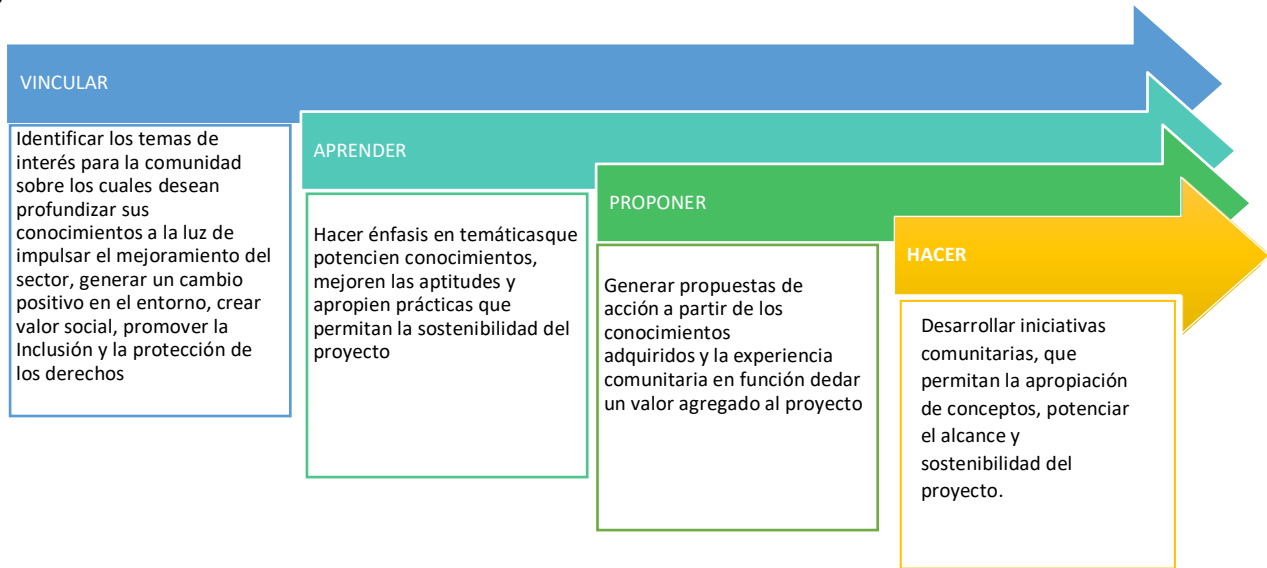 VINCULAR
Identificar los temas de
interés para la comunidad
sobre los cuales desean
profundizar sus
conocimientos a la luz de
impulsar el mejoramiento del
sector, generar un cambio
positivo en el entorno, crear
valor social, promover la
Inclusión y la protección de
los derechos
APRENDER
Hacer énfasis en temáticasque
potencien conocimientos,
mejoren las aptitudes y
apropien prácticas que
permitan la sostenibilidad del
proyecto
PROPONER
Generar propuestas de
acción a partir de los
conocimientos
adquiridos y la experiencia
comunitaria en función dedar
un valor agregado al proyecto
HACER
Desarrollar iniciativas
comunitarias, que
permitan la apropiación
de conceptos, potenciar
el alcance y
sostenibilidad del
proyecto.